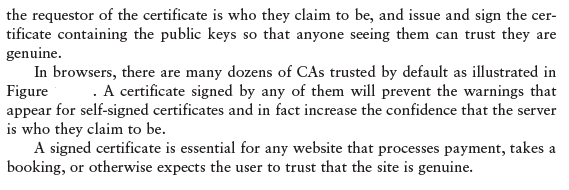 the requestor of the certificate is who they claim to be, and issue and sign the cer-
tificate containing the public keys so that anyone seeing them can trust they are
genuine.
In browsers, there are many dozens of CAs trusted by default as illustrated in
Figure . A certificate signed by any of them will prevent the warnings that
appear for self-signed certificates and in fact increase the confidence that the server
is who they claim to be.
A signed certificate is essential for any website that processes payment, takes a
booking, or otherwise expects the user to trust that the site is genuine.